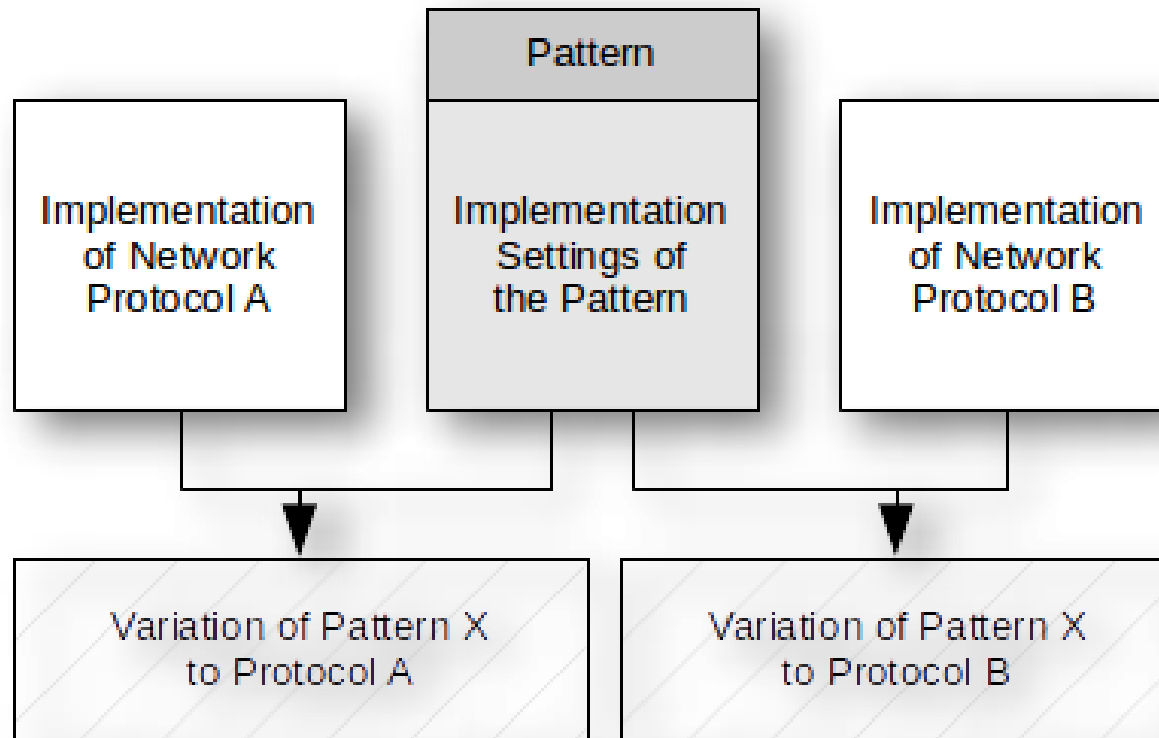 Pattern
Implementation
of Network
Protocol A
Implementation
Settings of
the Pattern
Implementation
of Network
Protocol B
Variation of Pattern X
to Protocol A
Variation of Pattern X
to Protocol B